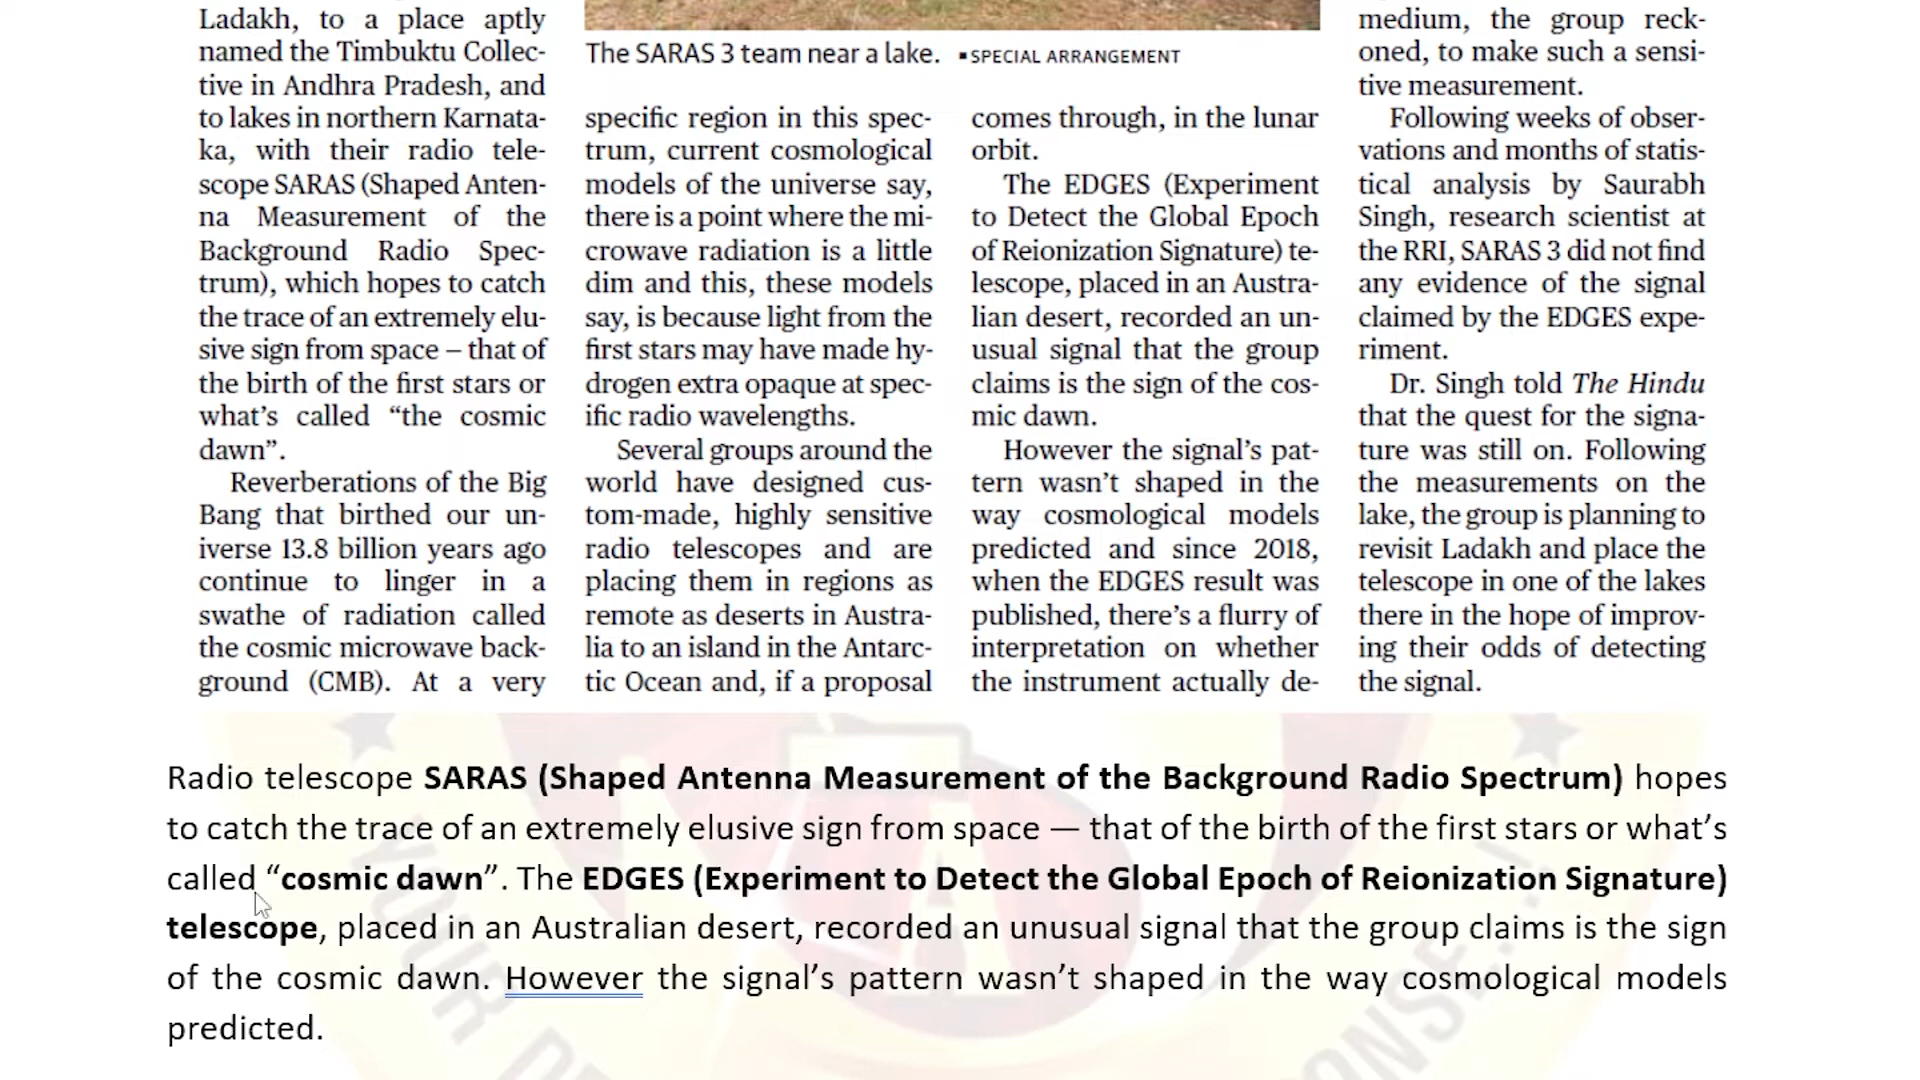 Ladakh, to a place aptly
named the Timbuktu Collec-
tive in Andhra Pradesh, and
to lakes in northern Karnata-
ka, with their radio tele-
scope SARAS (Shaped Anten-
na Measurement of the
Background Radio Spec-
trum), which hopes to catch
the trace of an extremely elu-
sive sign from space – that of
the birth of the first stars or
what’s called “the cosmic
dawn”.
Reverberations of the Big
Bang that birthed our un-
iverse 13.8 billion years ago
continue to linger in a
swathe of radiation called
the cosmic microwave back-
ground (CMB). At a very
The SARAS 3 team near a lake. ▪SPECIAL ARRANGEMENT
specific region in this spec-
trum, current cosmological
models of the universe say,
there is a point where the mi-
crowave radiation is a little
dim and this, these models
say, is because light from the
first stars may have made hy-
drogen extra opaque at spec-
ific radio wavelengths.
Several groups around the
world have designed cus-
tom-made, highly sensitive
radio telescopes and are
placing them in regions as
remote as deserts in Austra-
lia to an island in the Antarc-
tic Ocean and, if a proposal
comes through, in the lunar
orbit.
The EDGES (Experiment
to Detect the Global Epoch
of Reionization Signature) te-
lescope, placed in an Austra-
lian desert, recorded an un-
usual signal that the group
claims is the sign of the cos-
mic dawn.
However the signal’s pat-
tern wasn’t shaped in the
way cosmological models
predicted and since 2018,
when the EDGES result was
published, there’s a flurry of
interpretation on whether
the instrument actually de-
medium, the group reck-
oned, to make such a sensi-
tive measurement.
Following weeks of obser-
vations and months of statis-
tical analysis by Saurabh
Singh, research scientist at
the RRI, SARAS 3 did not find
any evidence of the signal
claimed by the EDGES expe-
riment.
Dr. Singh told The Hindu
that the quest for the signa-
ture was still on. Following
the measurements on the
lake, the group is planning to
revisit Ladakh and place the
telescope in one of the lakes
there in the hope of improv-
ing their odds of detecting
the signal.
Radio telescope SARAS (Shaped Antenna Measurement of the Background Radio Spectrum) hopes
to catch the trace of an extremely elusive sign from space — that of the birth of the first stars or what’s
called “cosmic dawn”. The EDGES (Experiment to Detect the Global Epoch of Reionization Signature)
telescope, placed in an Australian desert, recorded an unusual signal that the group claims is the sign
of the cosmic dawn. However the signal’s pattern wasn’t shaped in the way cosmological models
predicted.
YOUR